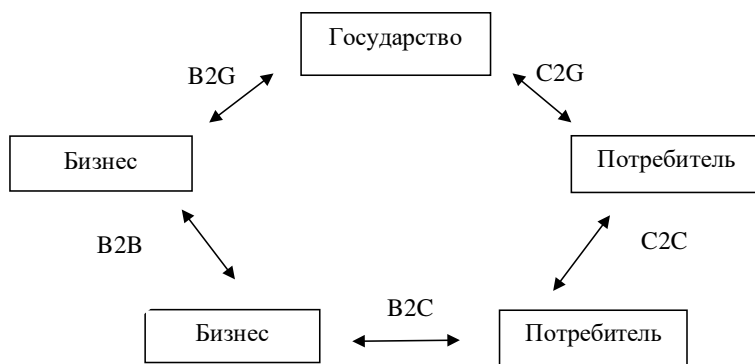 Государство
B2G
C2G
Бизнес
Потребитель
B2B
C2C
B2C
Бизнес
Потребитель